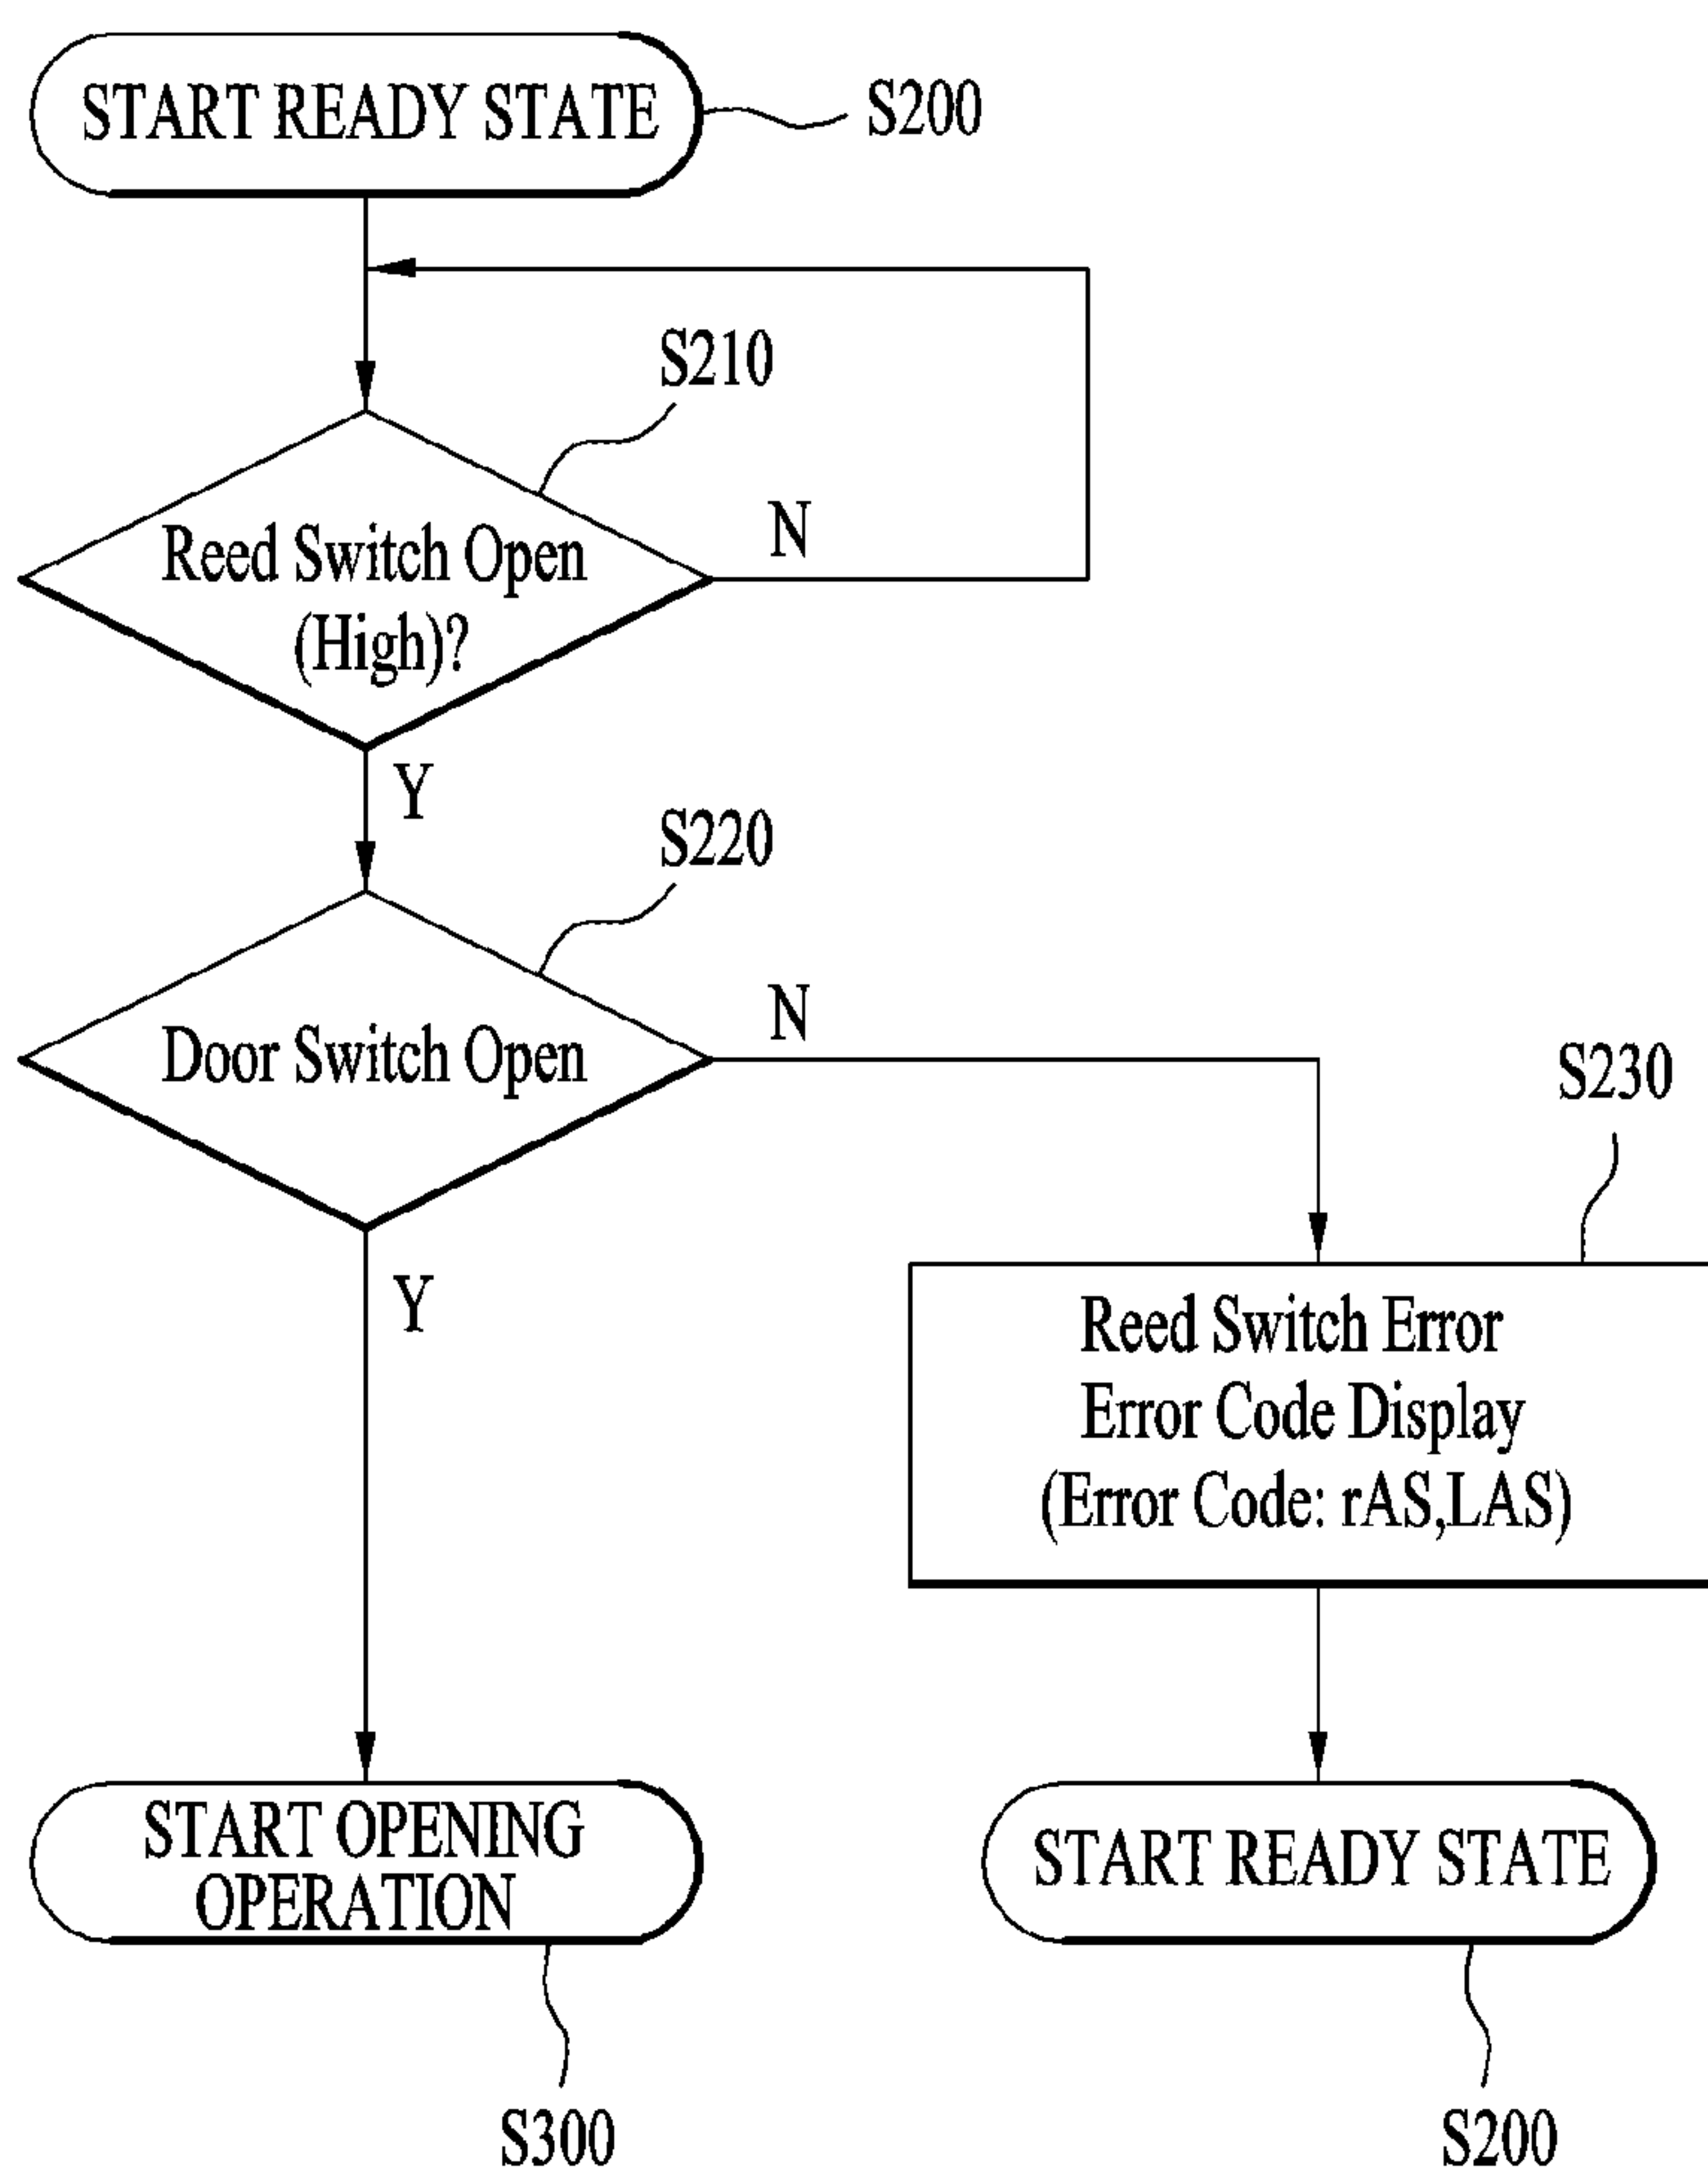 START READY STATE
S200
S210
Reed Switch Open
(High)?
N
Y
S220
Door Switch Open
N
Y
S230
Reed Switch Error
Error Code Display
(Error Code: rAS,LAS)
START OPENING
OPERATION
START READY STATE
S300
S200